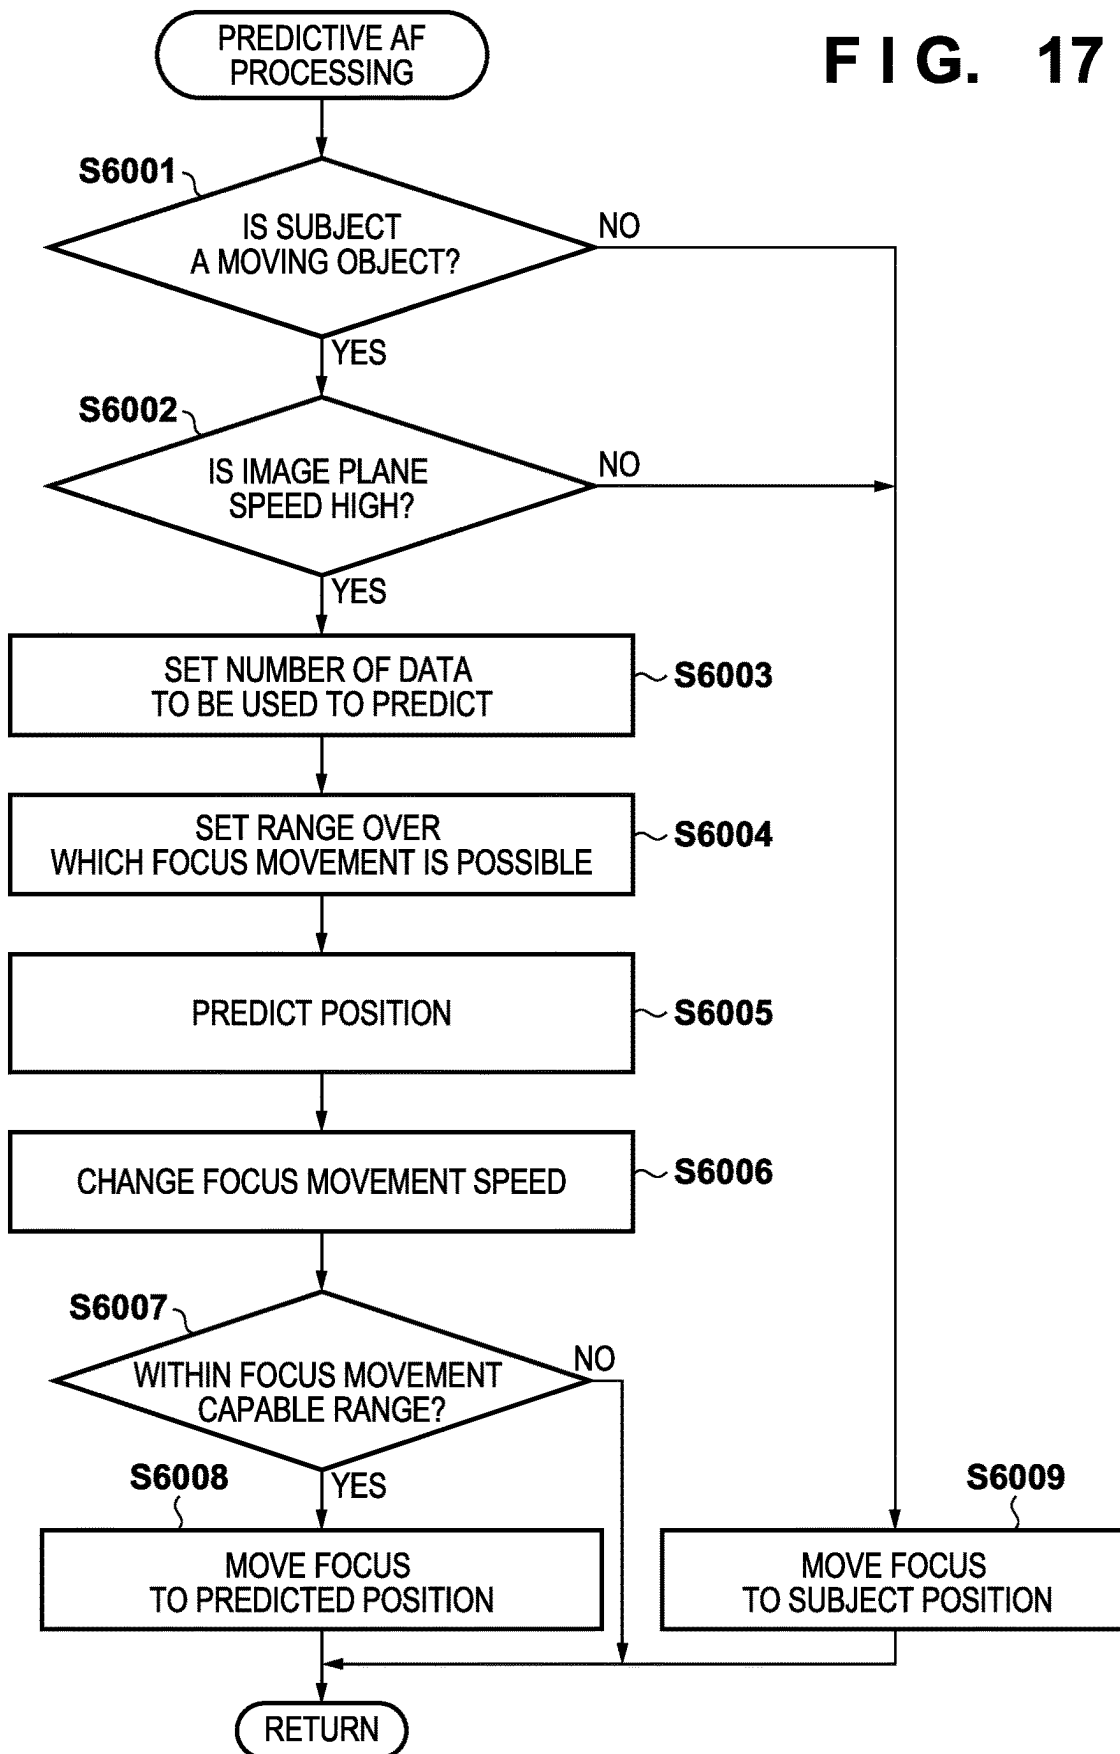 PREDICTIVE AF
PROCESSING
FIG. 17
S6001
IS SUBJECT
A MOVING OBJECT?
NO
YES
S6002
IS IMAGE PLANE
SPEED HIGH?
NO
YES
SET NUMBER OF DATA
TO BE USED TO PREDICT
S6003
SET RANGE OVER
WHICH FOCUS MOVEMENT IS POSSIBLE
S6004
PREDICT POSITION
S6005
CHANGE FOCUS MOVEMENT SPEED
S6006
S6007
WITHIN FOCUS MOVEMENT
CAPABLE RANGE?
NO
YES
S6008
MOVE FOCUS
TO PREDICTED POSITION
S6009
MOVE FOCUS
TO SUBJECT POSITION
RETURN